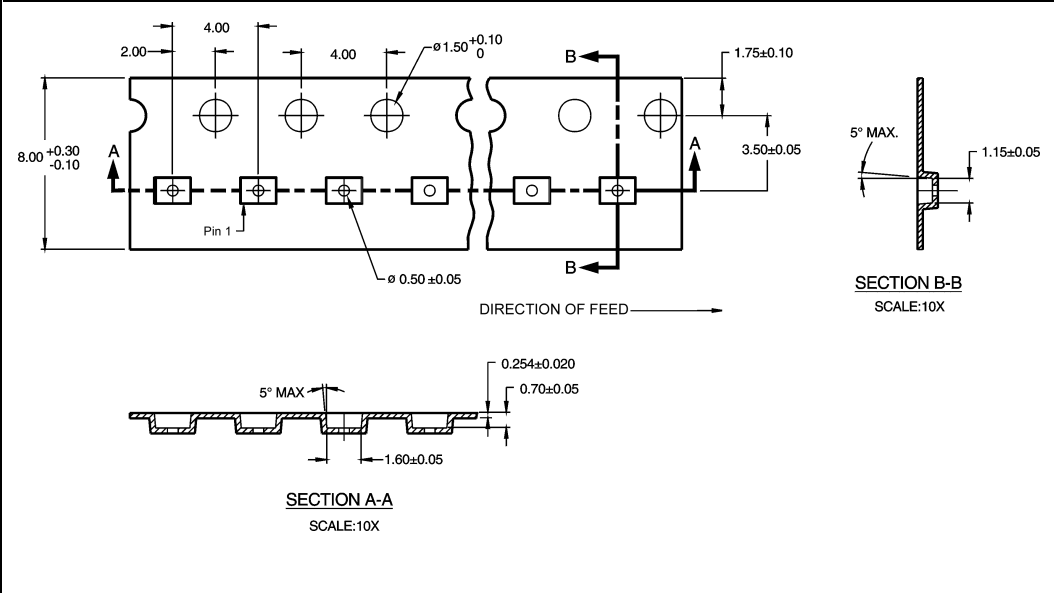 4.00
2.00
4.00
ø1.50 +0.10
0
B
1.75±0.10
8.00 +0.30
-0.10
A
A
3.50±0.05
5° MAX.
1.15±0.05
Pin 1
ø 0.50 ±0.05
B
DIRECTION OF FEED
SECTION B-B
SCALE:10X
0.254±0.020
5° MAX
0.70±0.05
1.60±0.05
SECTION A-A
SCALE:10X